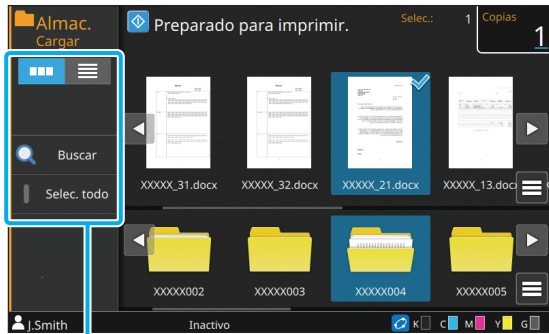 Almac.
Cargar
Preparado para imprimir.
Selec.: 1
Copias
1
Buscar
Selec. todo
XXXXX_31.docx
XXXXX_32.docx
XXXXX_21.docx
XXXXX_13.docx
XXXXX002
XXXXX003
XXXXX004
XXXXX005
J.Smith
Inactivo
K C M Y G